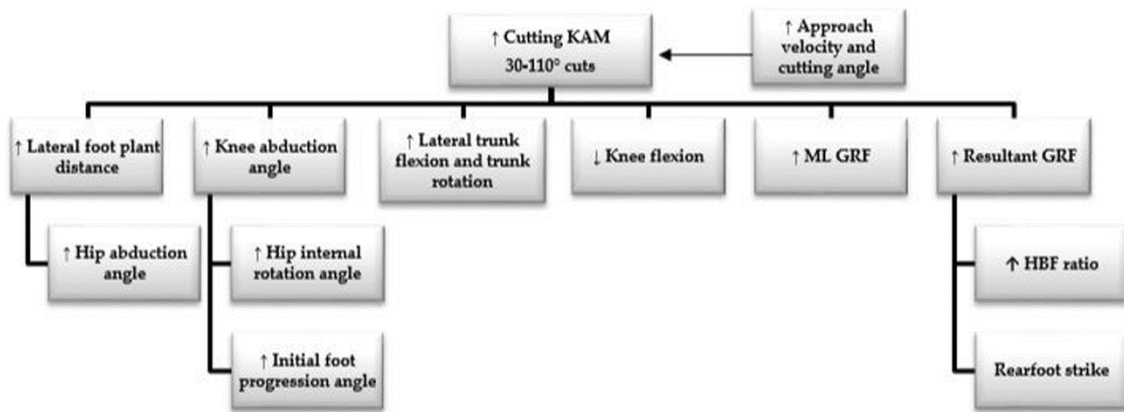 ↑ Cutting KAM
30-110° cuts
↑ Approach
velocity and
cutting angle
↑ Lateral foot plant
distance
↑ Knee abduction
angle
↑ Lateral trunk
flexion and trunk
rotation
↓ Knee flexion
↑ ML GRF
↑ Resultant GRF
↑ Hip abduction
angle
↑ Hip internal
rotation angle
↑ HBF ratio
↑ Initial foot
progression angle
Rearfoot strike